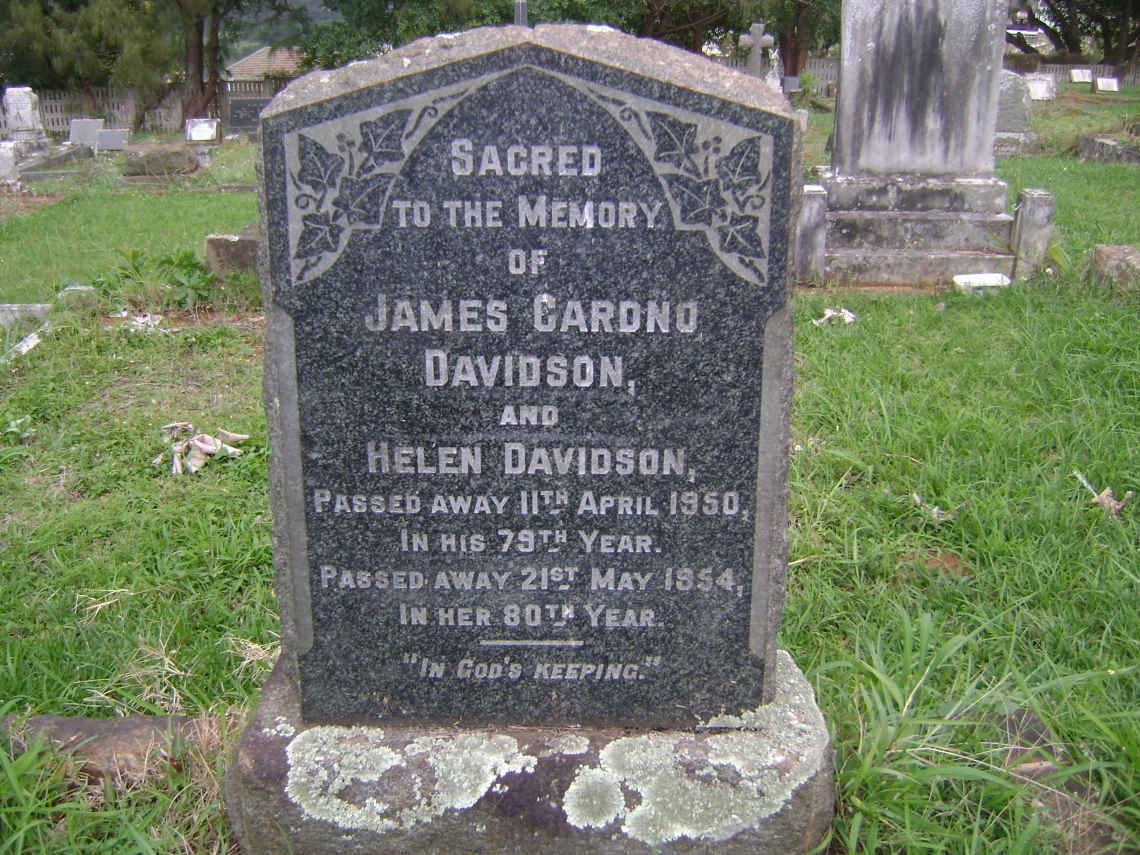 SACRED
TO THE MEMORY
OF
JAMES CARDNO
DAVIDSON,
AND
HELEN DAVIDSON,
PASSED AWAY 11TH APRIL 1950,
IN HIS 79TH YEAR.
PASSED AWAY 21ST MAY 1954,
IN HER 80TH YEAR.
"IN GOD'S KEEPING."